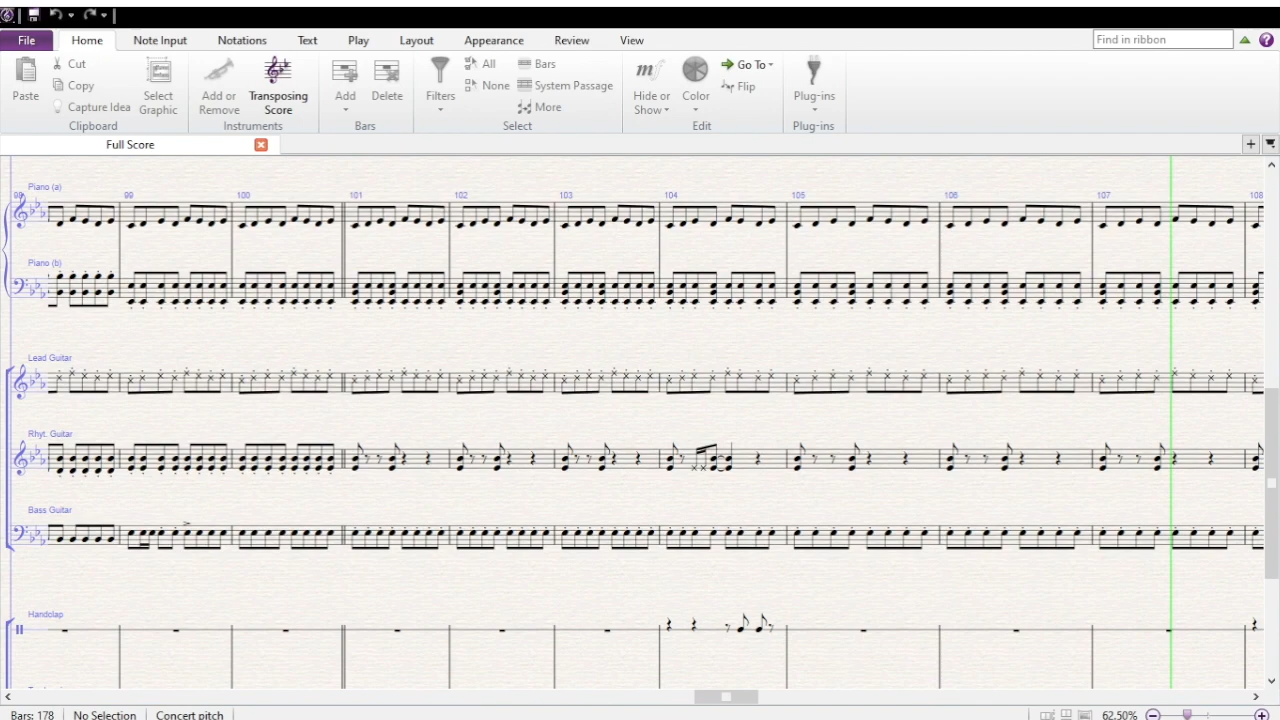 File Home Note Input Notations Text Play Layout Appearance Review View Find in ribbon
Paste Cut Copy Capture Idea Select Graphic Clipboard
Add or Remove Transposing Score Instruments
Add Delete Bars
Filters All None Bars System Passage More Select
Hide or Show Color Go To Flip Edit
Plug-ins Plug-ins
Full Score
Piano (a)
99 100 101 102 103 104 105 106 107 108
Piano (b)
Lead Guitar
Rhyt. Guitar
Bass Guitar
Handclap
Bars: 178 No Selection Concert pitch 62.50%